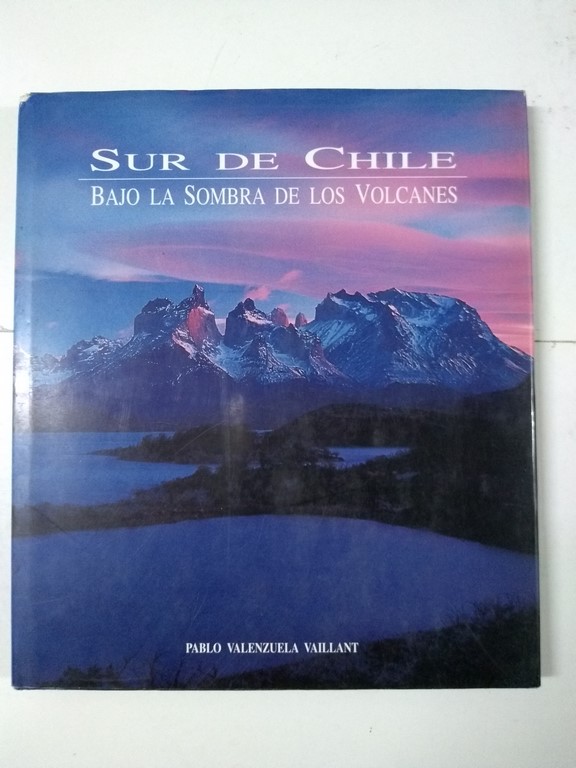 SUR DE CHILE
BAJO LA SOMBRA DE LOS VOLCANES
PABLO VALENZUELA VAILLANT